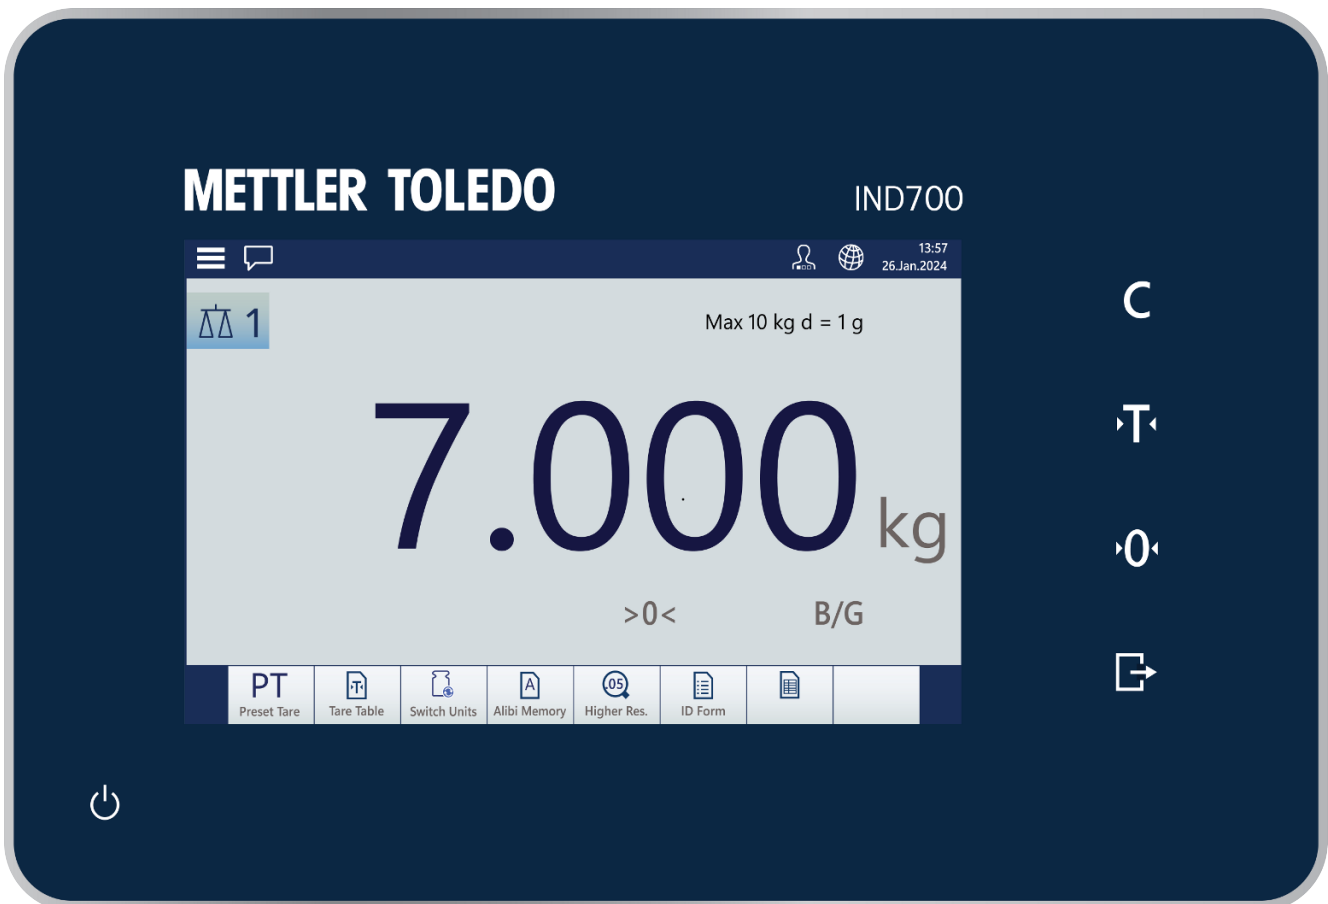 METTLER TOLEDO
IND700
13:57
26.Jan.2024
1
Max 10 kg d = 1 g
7.000 kg
>0<
B/G
PT
Preset Tare
T
Tare Table
Switch Units
A
Alibi Memory
.05
Higher Res.
ID Form
C
T
0